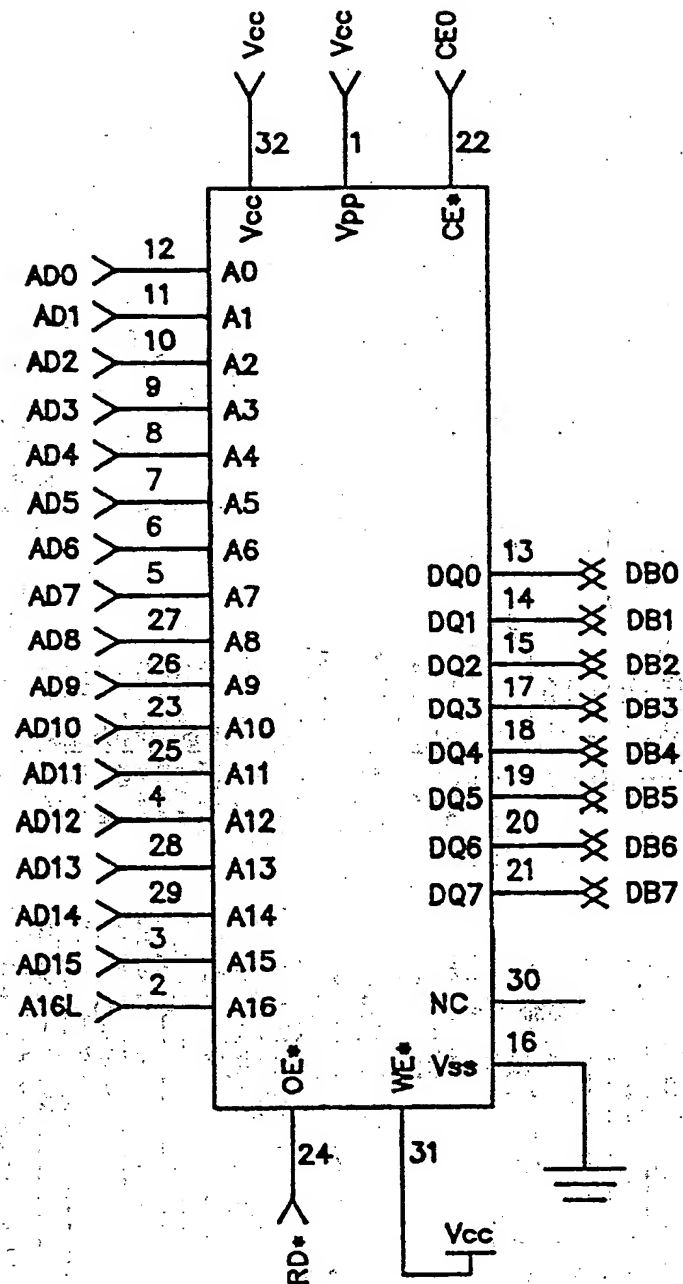 Vcc Vcc CE0
32 1 22
Vcc Vpp CE*
AD0 12 A0
AD1 11 A1
AD2 10 A2
AD3 9 A3
AD4 8 A4
AD5 7 A5
AD6 6 A6
AD7 5 A7
AD8 27 A8
AD9 26 A9
AD10 23 A10
AD11 25 A11
AD12 4 A12
AD13 28 A13
AD14 29 A14
AD15 3 A15
A16L 2 A16
DQ0 13 DB0
DQ1 14 DB1
DQ2 15 DB2
DQ3 17 DB3
DQ4 18 DB4
DQ5 19 DB5
DQ6 20 DB6
DQ7 21 DB7
NC 30
Vss 16
OE* WE*
24 31
RD* Vcc